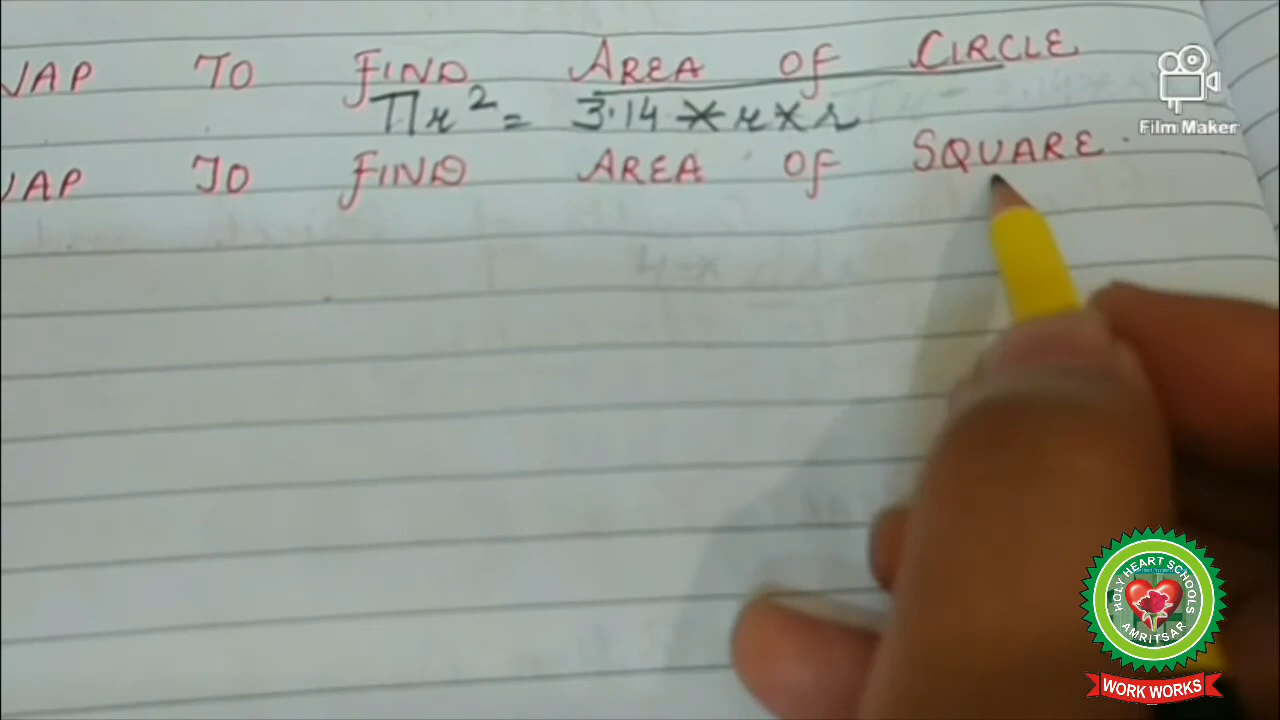 WAP TO FIND AREA OF CIRCLE
πr² = 3.14 * r * r
WAP TO FIND AREA OF SQUARE.
Film Maker
HOLY HEART SCHOOLS
AMRITSAR
WORK WORKS